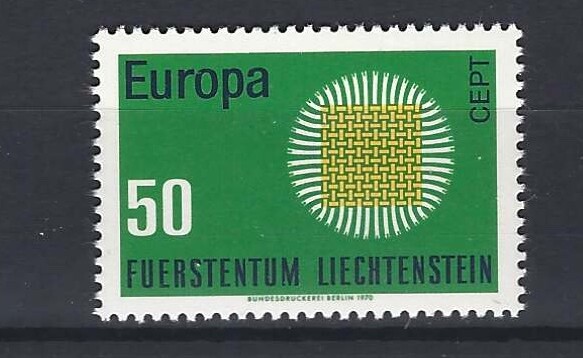 Europa
CEPT
50
FUERSTENTUM LIECHTENSTEIN
BUNDESDRUCKEREI BERLIN 1970